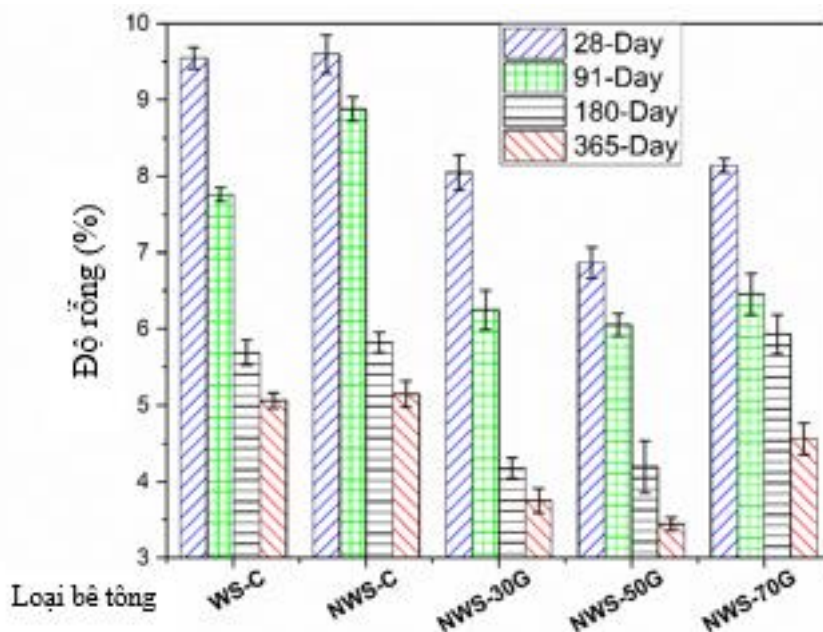 10
9
8
7
6
5
4
3
Độ rỗng (%)
28-Day
91-Day
180-Day
365-Day
Loại bê tông
WS-C
NWS-C
NWS-30G
NWS-50G
NWS-70G